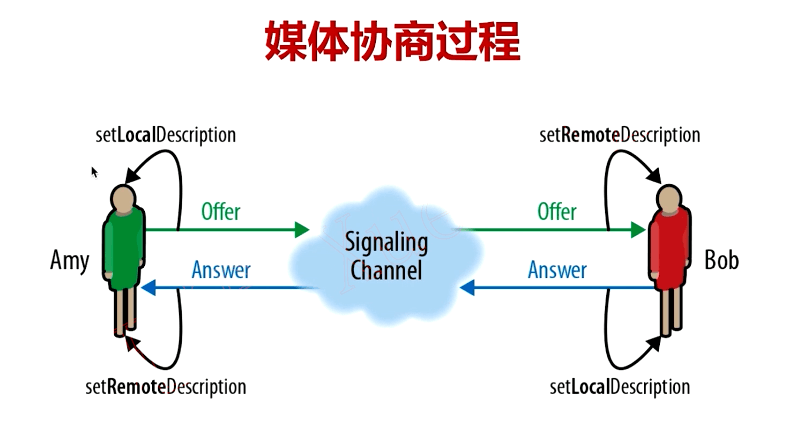 媒体协商过程
setLocalDescription
setRemoteDescription
Offer
Offer
Signaling
Channel
Amy
Bob
Answer
Answer
setRemoteDescription
setLocalDescription